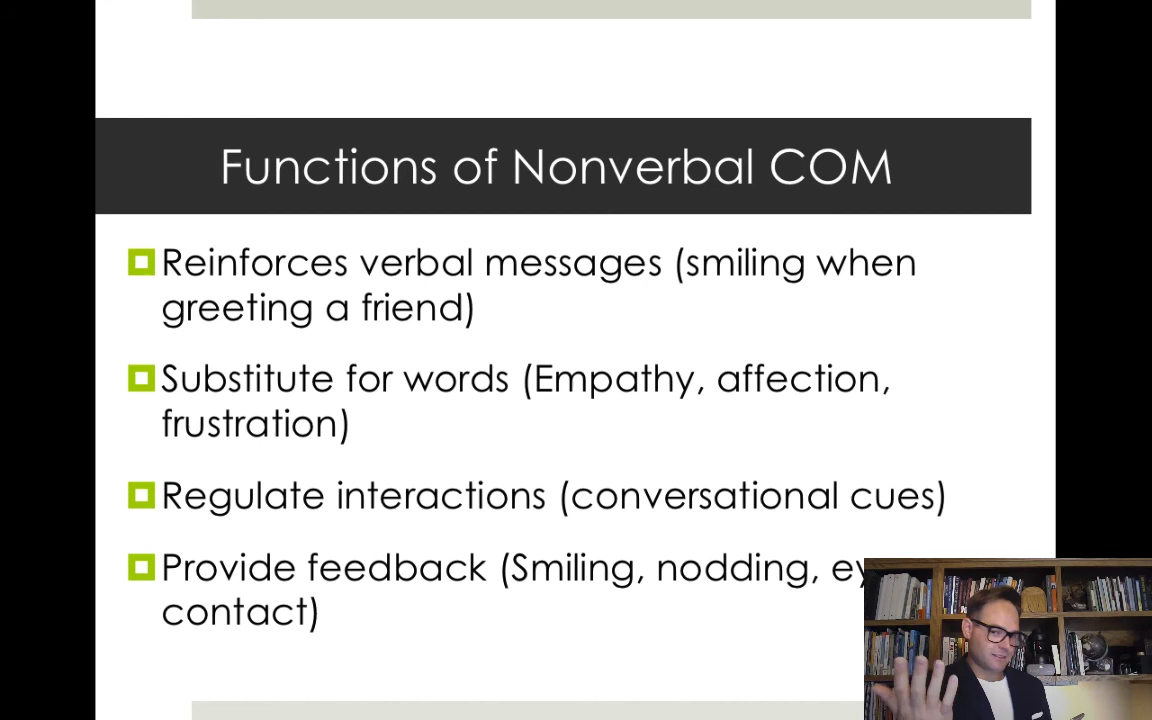 Functions of Nonverbal COM
Reinforces verbal messages (smiling when
greeting a friend)
Substitute for words (Empathy, affection,
frustration)
Regulate interactions (conversational cues)
Provide feedback (Smiling, nodding,
contact)